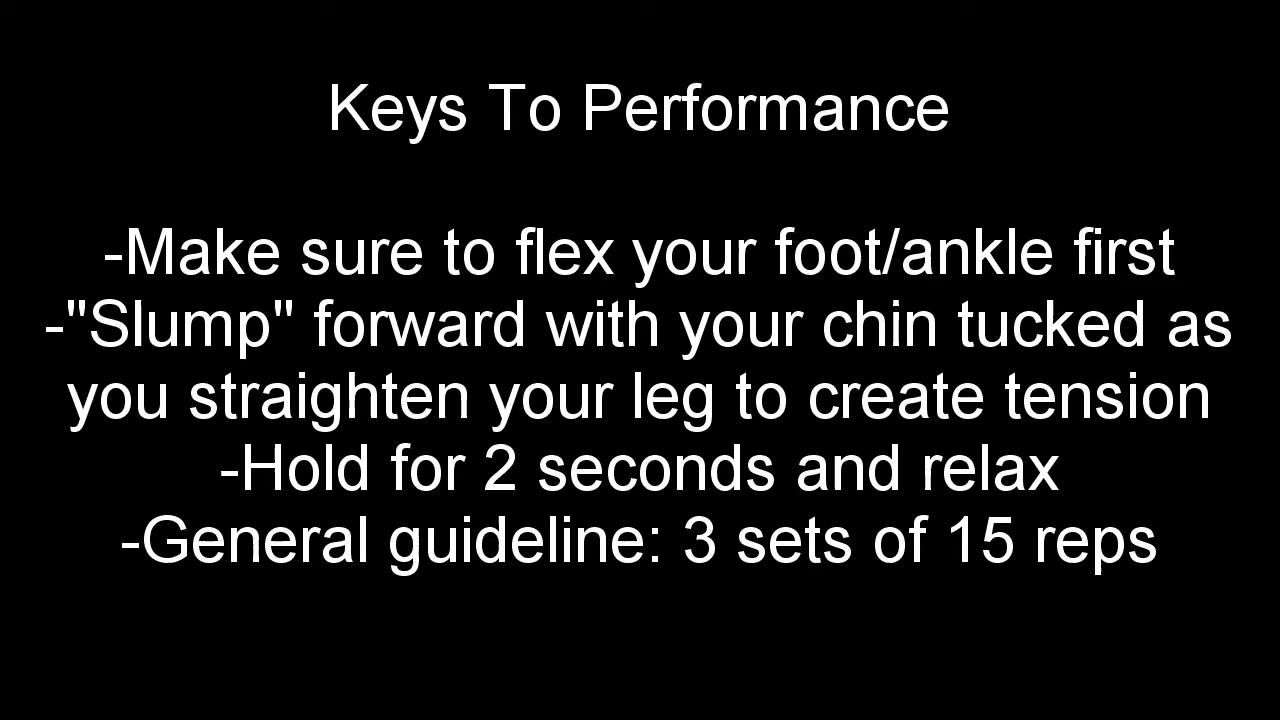 Keys To Performance
-Make sure to flex your foot/ankle first
-"Slump" forward with your chin tucked as
you straighten your leg to create tension
-Hold for 2 seconds and relax
-General guideline: 3 sets of 15 reps